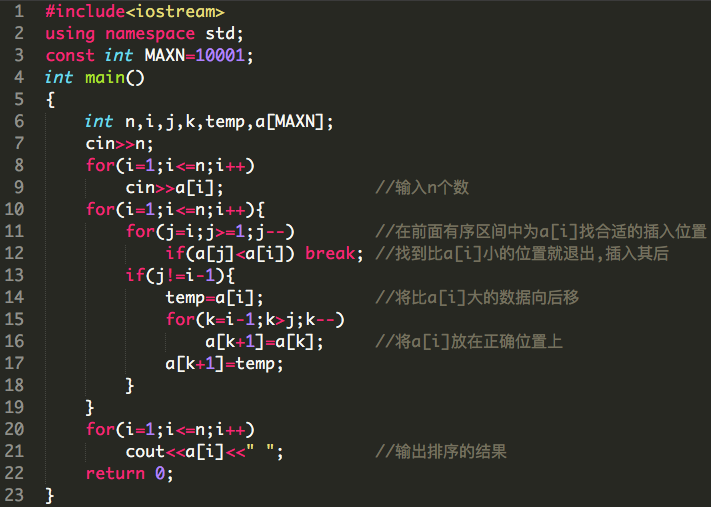 1 #include<iostream>
2 using namespace std;
3 const int MAXN=10001;
4 int main()
5 {
6     int n,i,j,k,temp,a[MAXN];
7     cin>>n;
8     for(i=1;i<=n;i++)
9         cin>>a[i];               //输入n个数
10     for(i=1;i<=n;i++){
11         for(j=i;j>=1;j--)        //在前面有序区间中为a[i]找合适的插入位置
12             if(a[j]<a[i]) break; //找到比a[i]小的位置就退出,插入其后
13         if(j!=i-1){
14             temp=a[i];           //将比a[i]大的数据向后移
15             for(k=i-1;k>j;k--)
16                 a[k+1]=a[k];     //将a[i]放在正确位置上
17             a[k+1]=temp;
18         }
19     }
20     for(i=1;i<=n;i++)
21         cout<<a[i]<<" ";         //输出排序的结果
22     return 0;
23 }